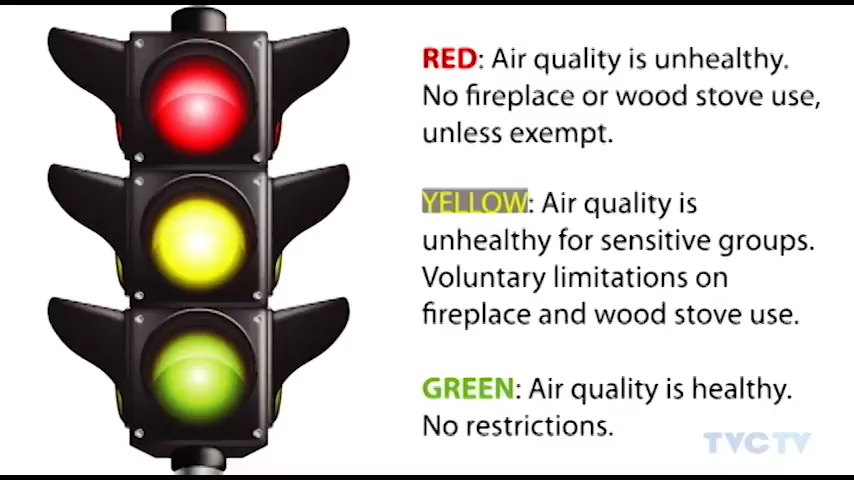 RED: Air quality is unhealthy.
No fireplace or wood stove use,
unless exempt.
YELLOW: Air quality is
unhealthy for sensitive groups.
Voluntary limitations on
fireplace and wood stove use.
GREEN: Air quality is healthy.
No restrictions.
TVCTV